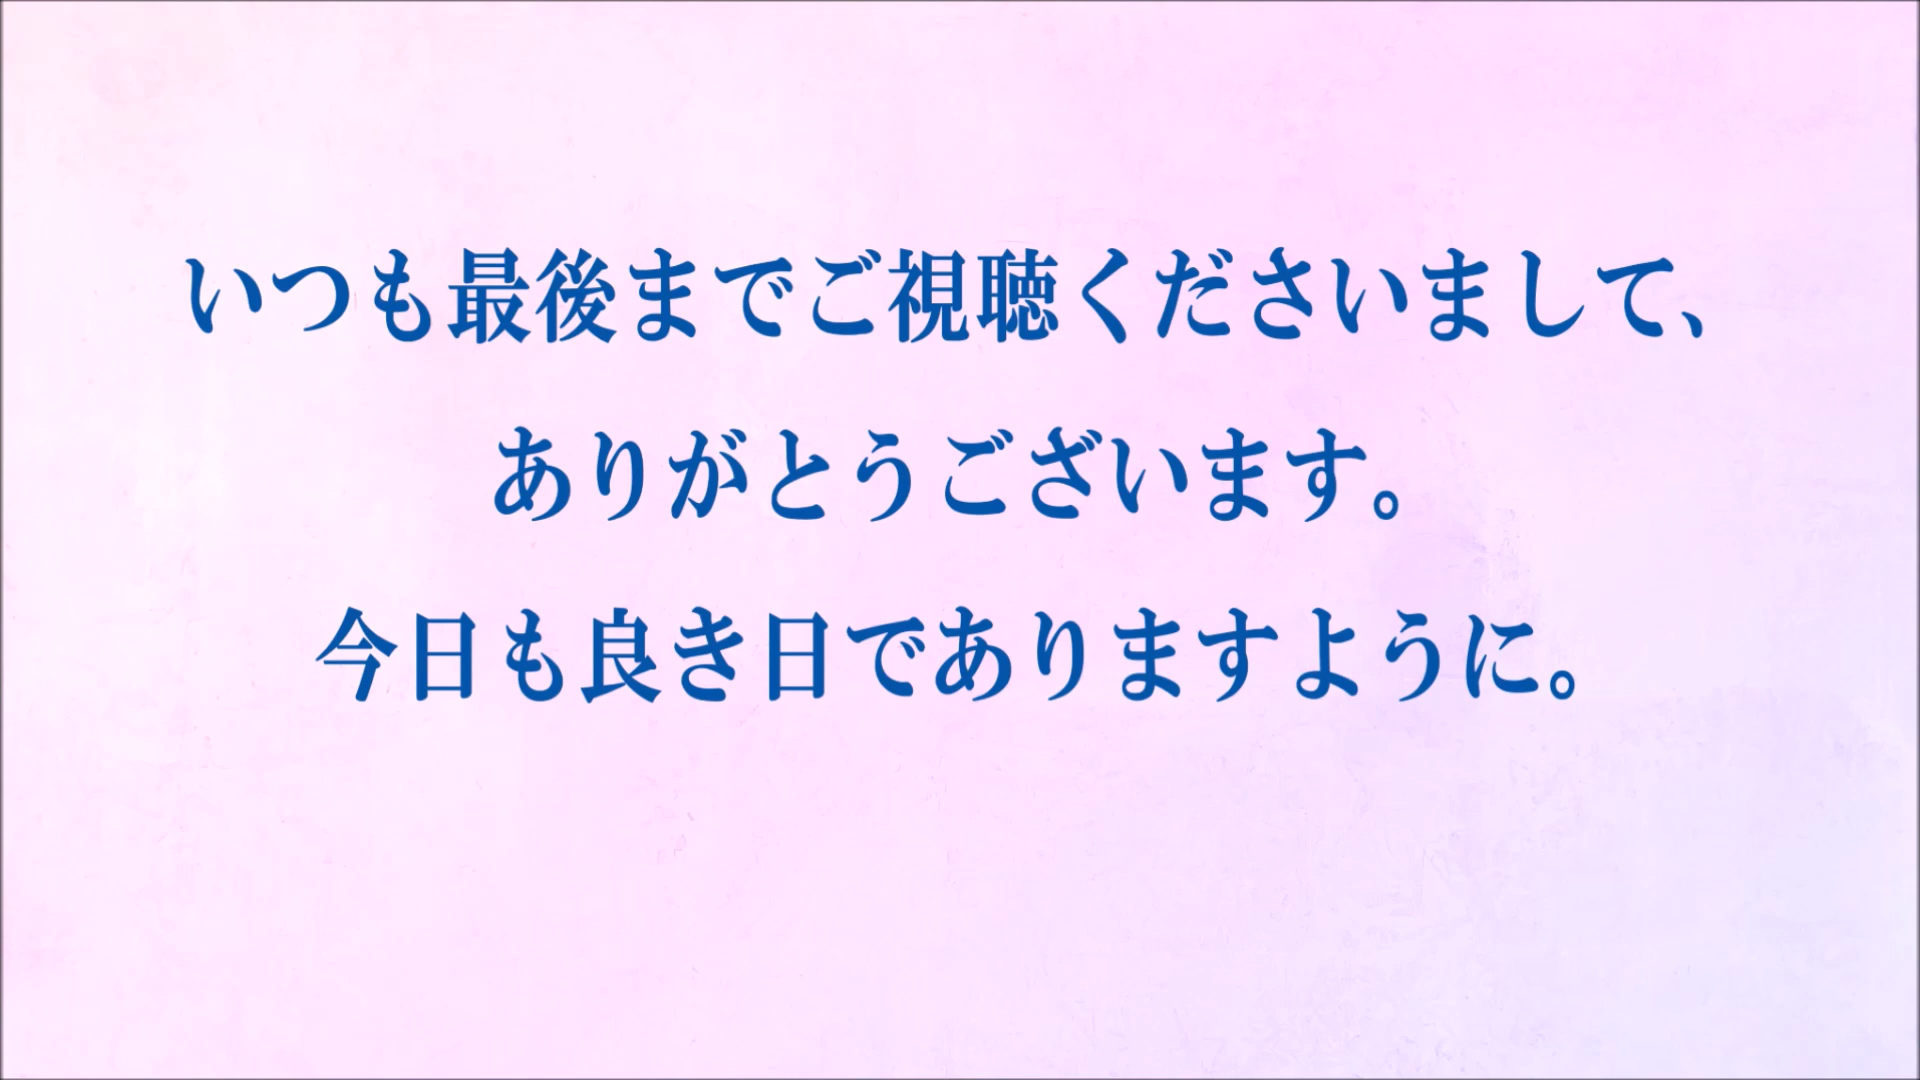 いつも最後までご視聴くださいまして、
ありがとうございます。
今日も良き日でありますように。